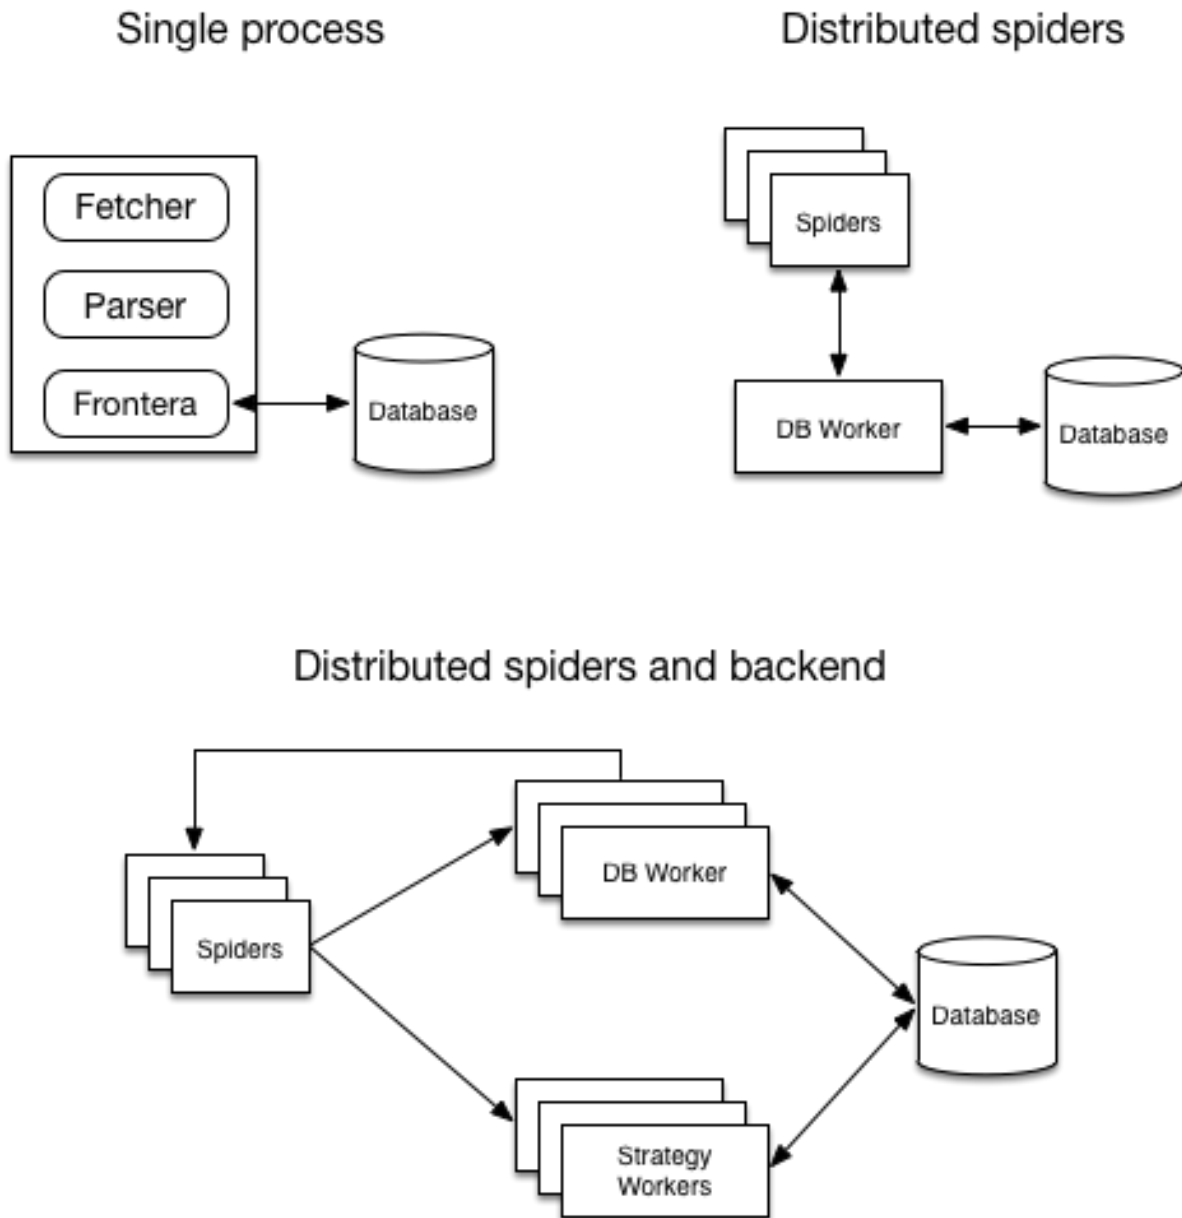 Single process
Distributed spiders
Fetcher
Parser
Frontera
Database
Spiders
DB Worker
Database
Distributed spiders and backend
DB Worker
Spiders
Database
Strategy
Workers